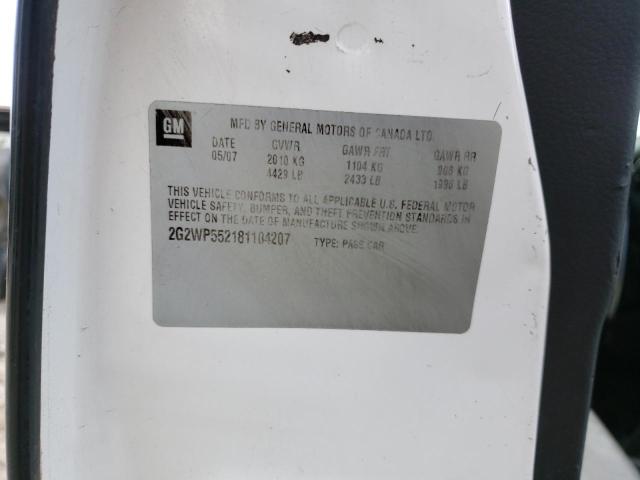 GM
MFD BY GENERAL MOTORS OF CANADA LTD.
DATE GVWR GAWR FRT GAWR RR
05/07 2010 KG 1104 KG 906 KG
4429 LB 2433 LB 1996 LB
THIS VEHICLE CONFORMS TO ALL APPLICABLE U.S. FEDERAL MOTOR
VEHICLE SAFETY, BUMPER, AND THEFT PREVENTION STANDARDS IN
EFFECT ON THE DATE OF MANUFACTURE SHOWN ABOVE.
2G2WP552181104207 TYPE: PASS CAR